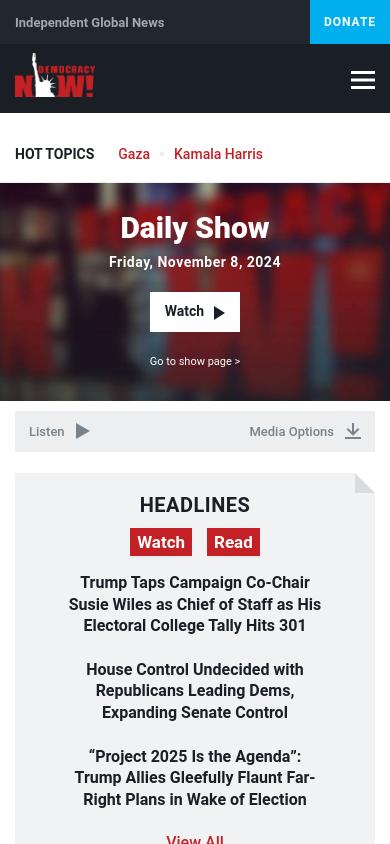 Independent Global News
DONATE
DEMOCRACY
NOW!
HOT TOPICS
Gaza
Kamala Harris
Daily Show
Friday, November 8, 2024
Watch
Go to show page >
Listen
Media Options
HEADLINES
Watch
Read
Trump Taps Campaign Co-Chair
Susie Wiles as Chief of Staff as His
Electoral College Tally Hits 301
House Control Undecided with
Republicans Leading Dems,
Expanding Senate Control
“Project 2025 Is the Agenda”:
Trump Allies Gleefully Flaunt Far-
Right Plans in Wake of Election
View All